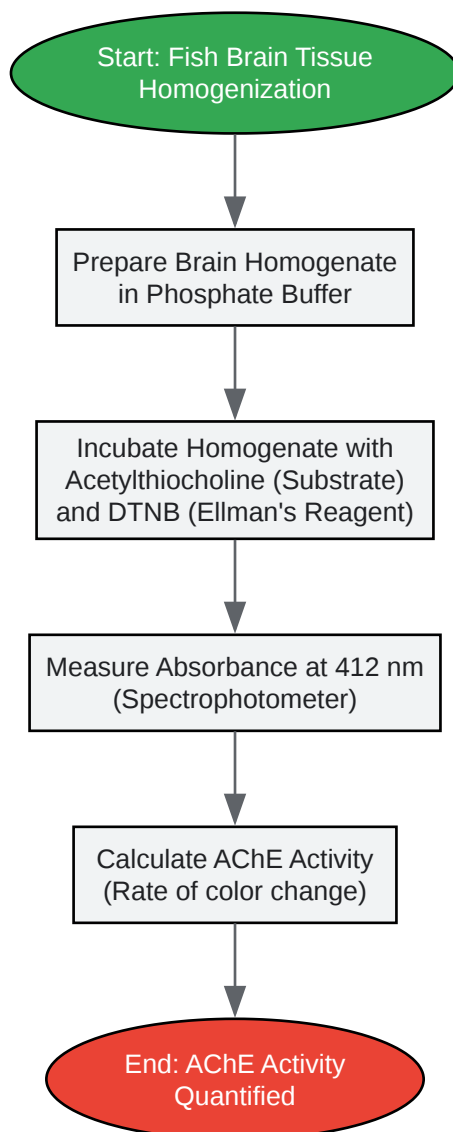 Start: Fish Brain Tissue
Homogenization
Prepare Brain Homogenate
in Phosphate Buffer
Incubate Homogenate with
Acetylthiocholine (Substrate)
and DTNB (Ellman's Reagent)
Measure Absorbance at 412 nm
(Spectrophotometer)
Calculate AChE Activity
(Rate of color change)
End: AChE Activity
Quantified